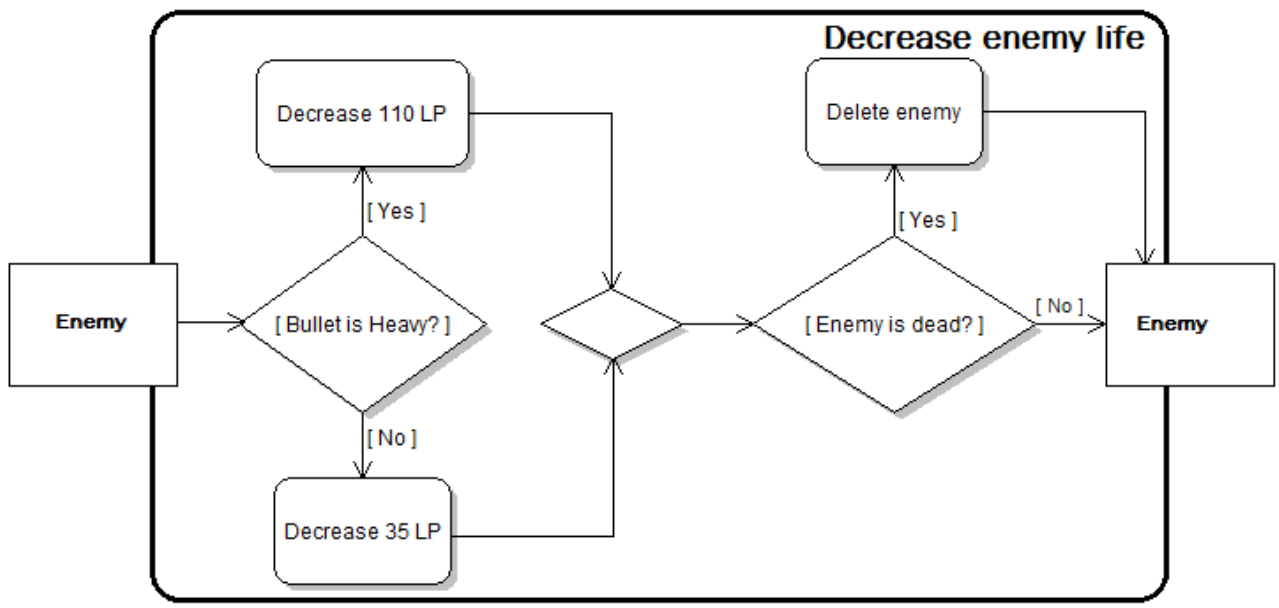 Decrease enemy life
Decrease 110 LP
Delete enemy
[ Yes ]
[ Yes ]
Enemy
[ Bullet is Heavy? ]
[ Enemy is dead? ]
[ No ]
Enemy
[ No ]
Decrease 35 LP